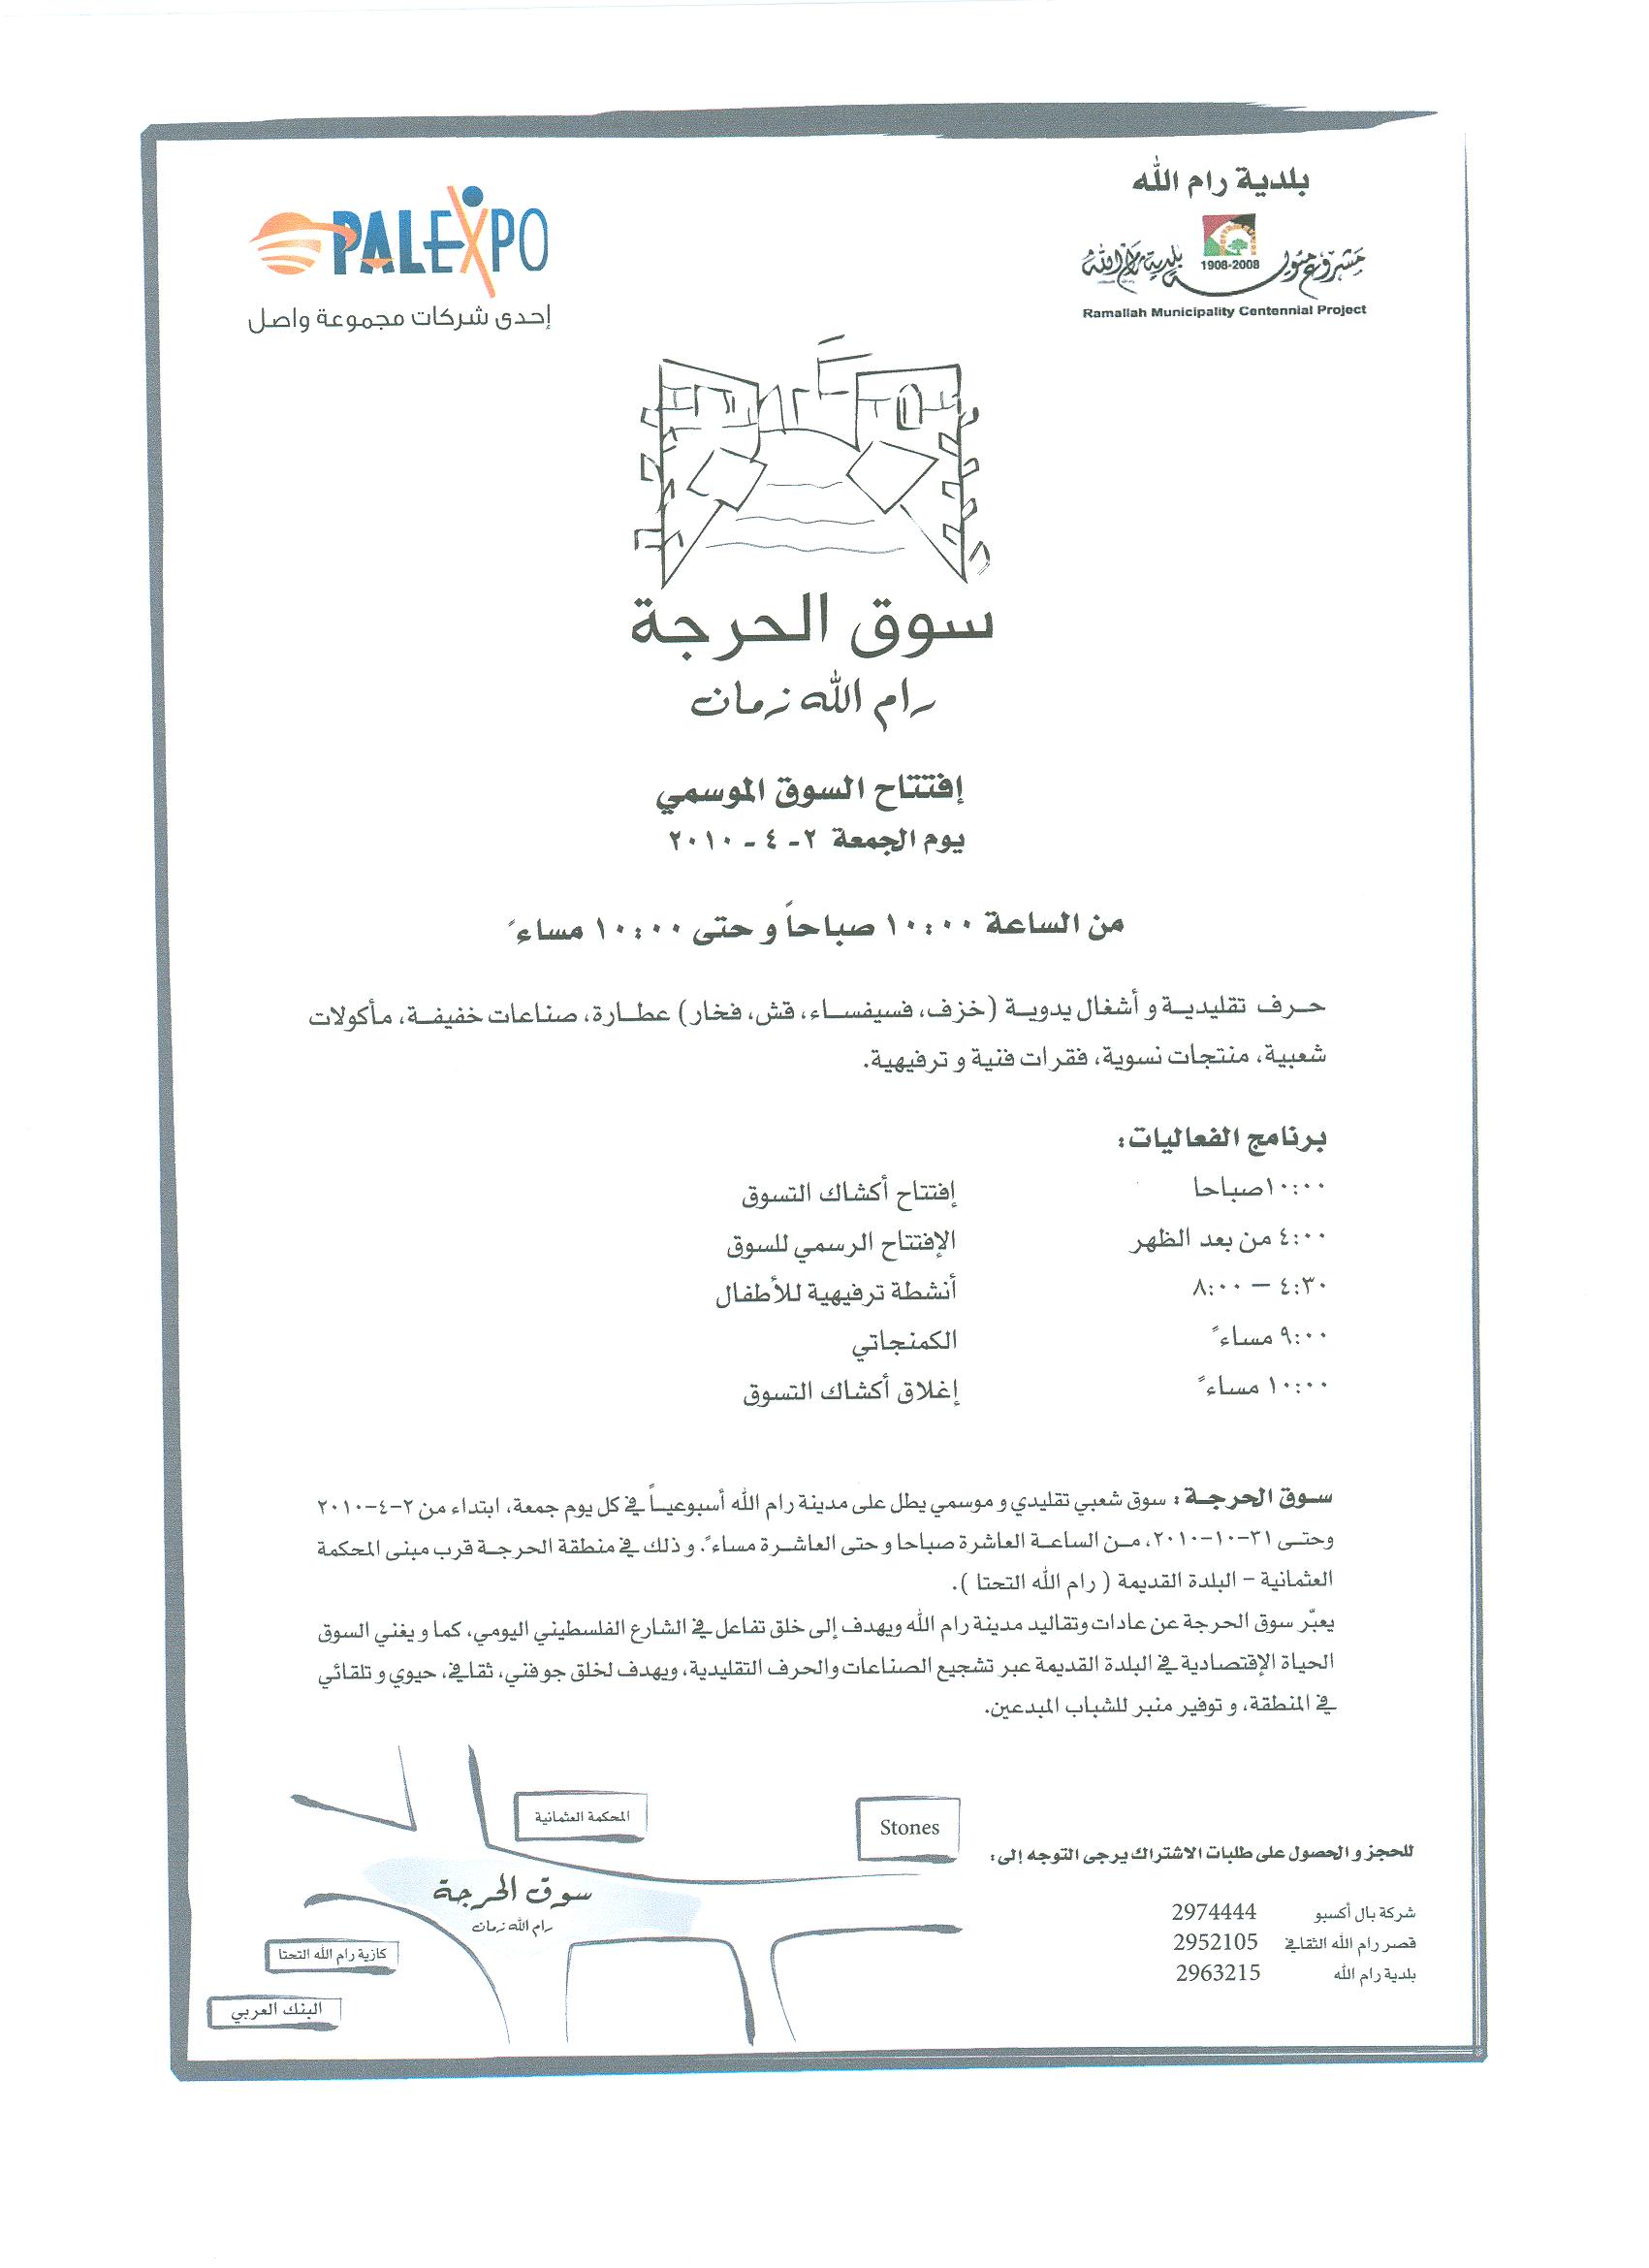 بلدية رام الله
مشروع مئوية بلدية رام الله
1908-2008
Ramallah Municipality Centennial Project
PALEXPO
إحدى شركات مجموعة واصل
سوق الحرجة
رام الله زمان
إفتتاح السوق الموسمي
يوم الجمعة ٢- ٤ - ٢٠١٠
من الساعة ١٠:٠٠ صباحاً و حتى ١٠:٠٠ مساءً
حرف تقليدية و أشغال يدوية (خزف، فسيفساء، قش، فخار) عطارة، صناعات خفيفة، مأكولات
شعبية، منتجات نسوية، فقرات فنية و ترفيهية.
برنامج الفعاليات:
١٠:٠٠صباحا إفتتاح أكشاك التسوق
٤:٠٠ من بعد الظهر الإفتتاح الرسمي للسوق
٤:٣٠ – ٨:٠٠ أنشطة ترفيهية للأطفال
٩:٠٠ مساءً الكمنجاتي
١٠:٠٠ مساءً إغلاق أكشاك التسوق
سوق الحرجة : سوق شعبي تقليدي و موسمي يطل على مدينة رام الله أسبوعياً في كل يوم جمعة، ابتداء من ٢-٤-٢٠١٠
وحتى ٣١-١٠-٢٠١٠، من الساعة العاشرة صباحا و حتى العاشرة مساءً. و ذلك في منطقة الحرجة قرب مبنى المحكمة
العثمانية – البلدة القديمة ( رام الله التحتا ).
يعبّر سوق الحرجة عن عادات وتقاليد مدينة رام الله ويهدف إلى خلق تفاعل في الشارع الفلسطيني اليومي، كما و يغني السوق
الحياة الإقتصادية في البلدة القديمة عبر تشجيع الصناعات والحرف التقليدية، ويهدف لخلق جو فني، ثقافي، حيوي و تلقائي
في المنطقة، و توفير منبر للشباب المبدعين.
المحكمة العثمانية
Stones
سوق الحرجة
رام الله زمان
كازية رام الله التحتا
البنك العربي
للحجز و الحصول على طلبات الاشتراك يرجى التوجه إلى:
شركة بال أكسبو 2974444
قصر رام الله الثقافي 2952105
بلدية رام الله 2963215